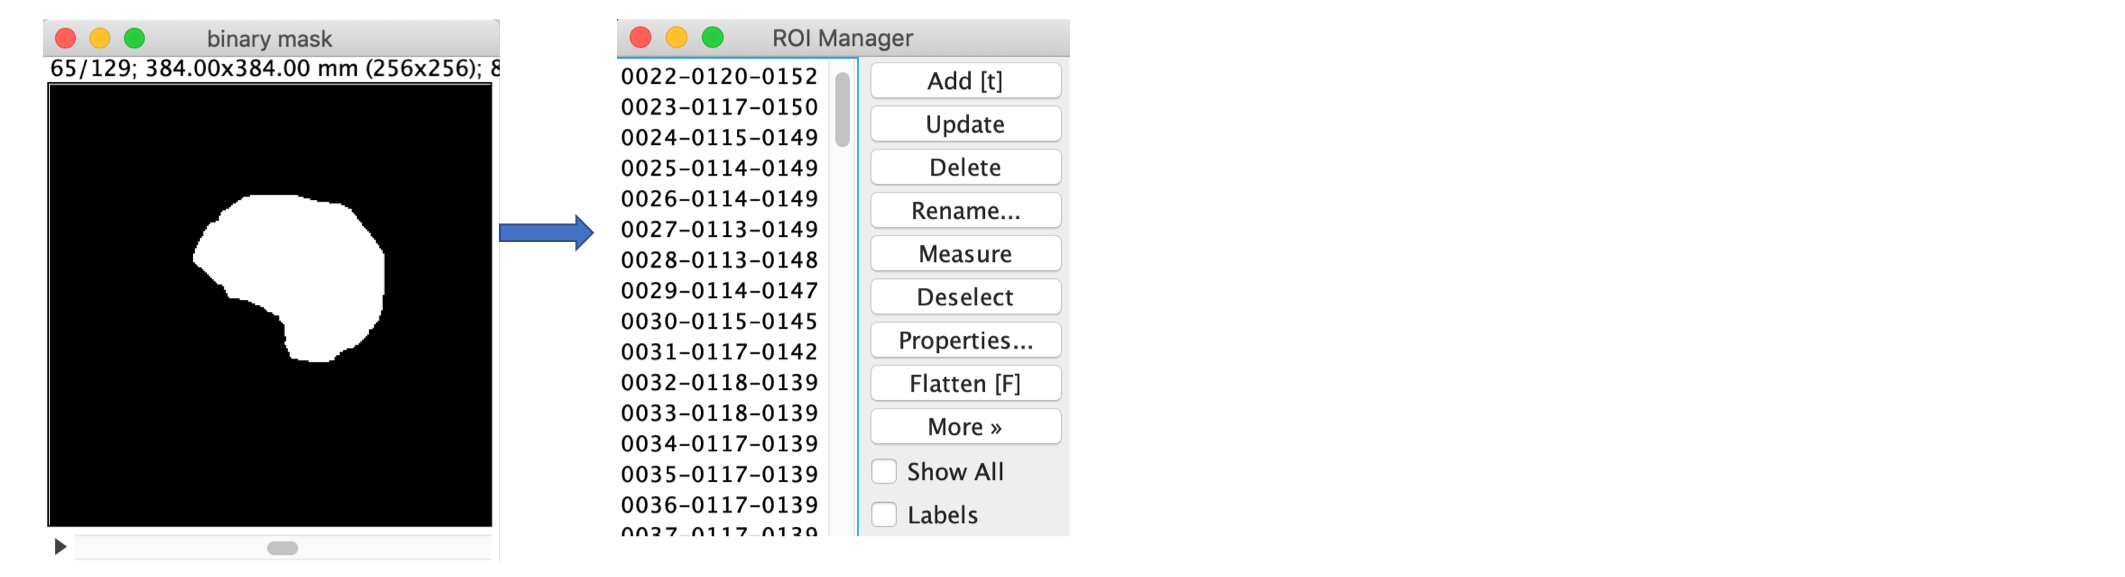 binary mask
65/129; 384.00x384.00 mm (256x256); 8
ROI Manager
0022-0120-0152
0023-0117-0150
0024-0115-0149
0025-0114-0149
0026-0114-0149
0027-0113-0149
0028-0113-0148
0029-0114-0147
0030-0115-0145
0031-0117-0142
0032-0118-0139
0033-0118-0139
0034-0117-0139
0035-0117-0139
0036-0117-0139
0037-0117-0139
Add [t]
Update
Delete
Rename...
Measure
Deselect
Properties...
Flatten [F]
More »
Show All
Labels